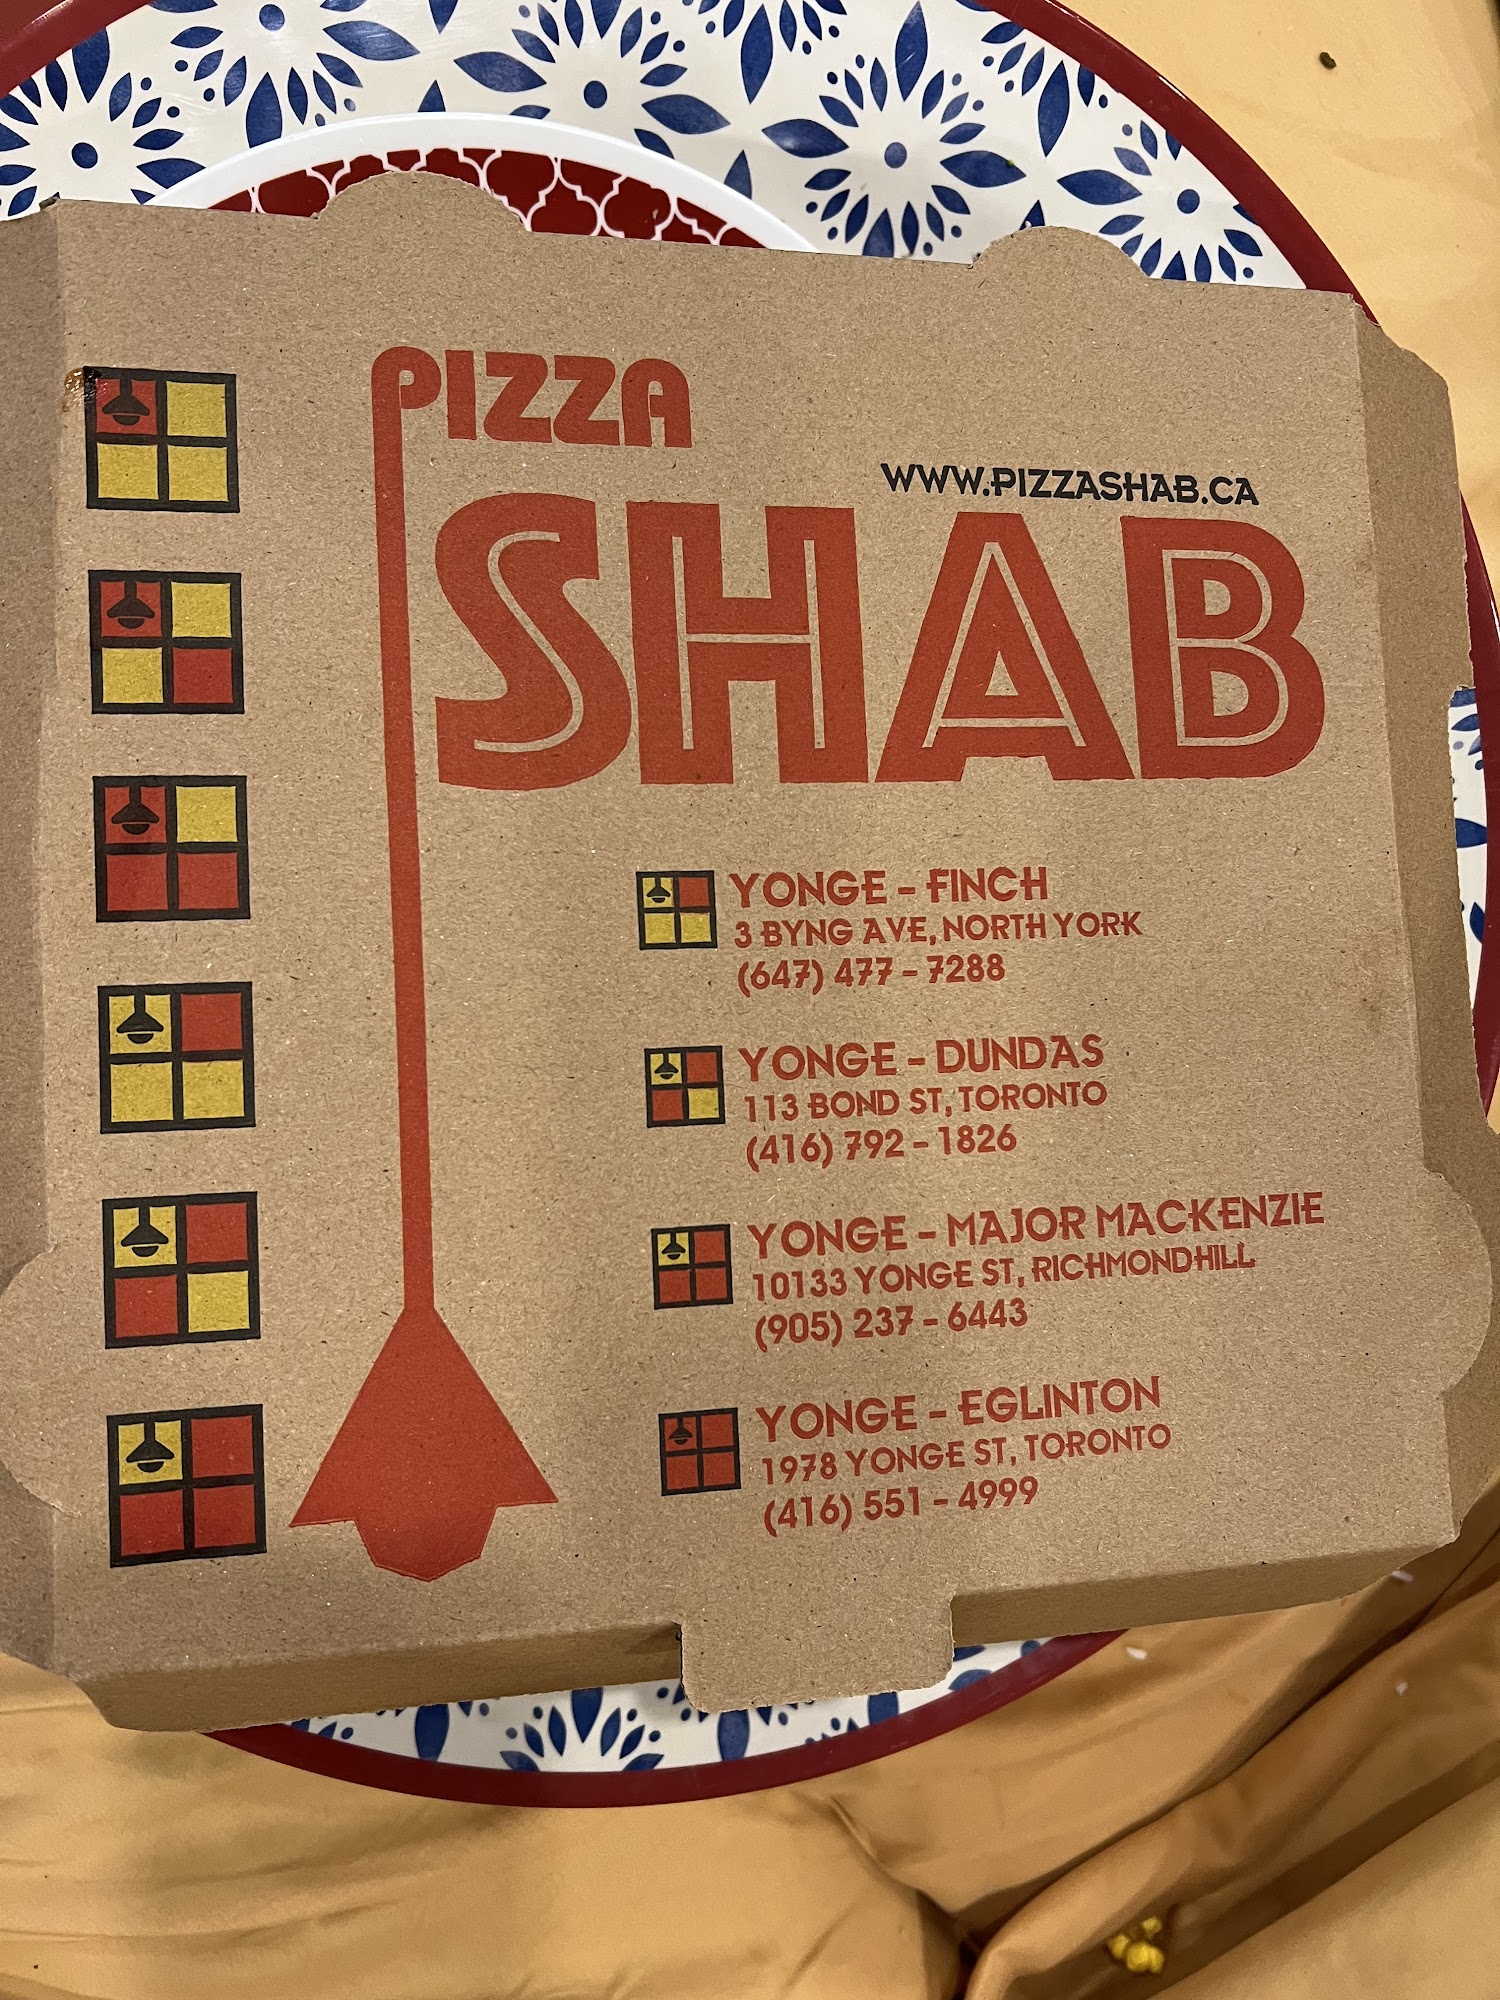 PIZZA
WWW.PIZZASHAB.CA
SHAB
YONGE - FINCH
3 BYNG AVE, NORTH YORK
(647) 477 - 7288
YONGE - DUNDAS
113 BOND ST, TORONTO
(416) 792 - 1826
YONGE - MAJOR MACKENZIE
10133 YONGE ST, RICHMONDHILL
(905) 237 - 6443
YONGE - EGLINTON
1978 YONGE ST, TORONTO
(416) 551 - 4999